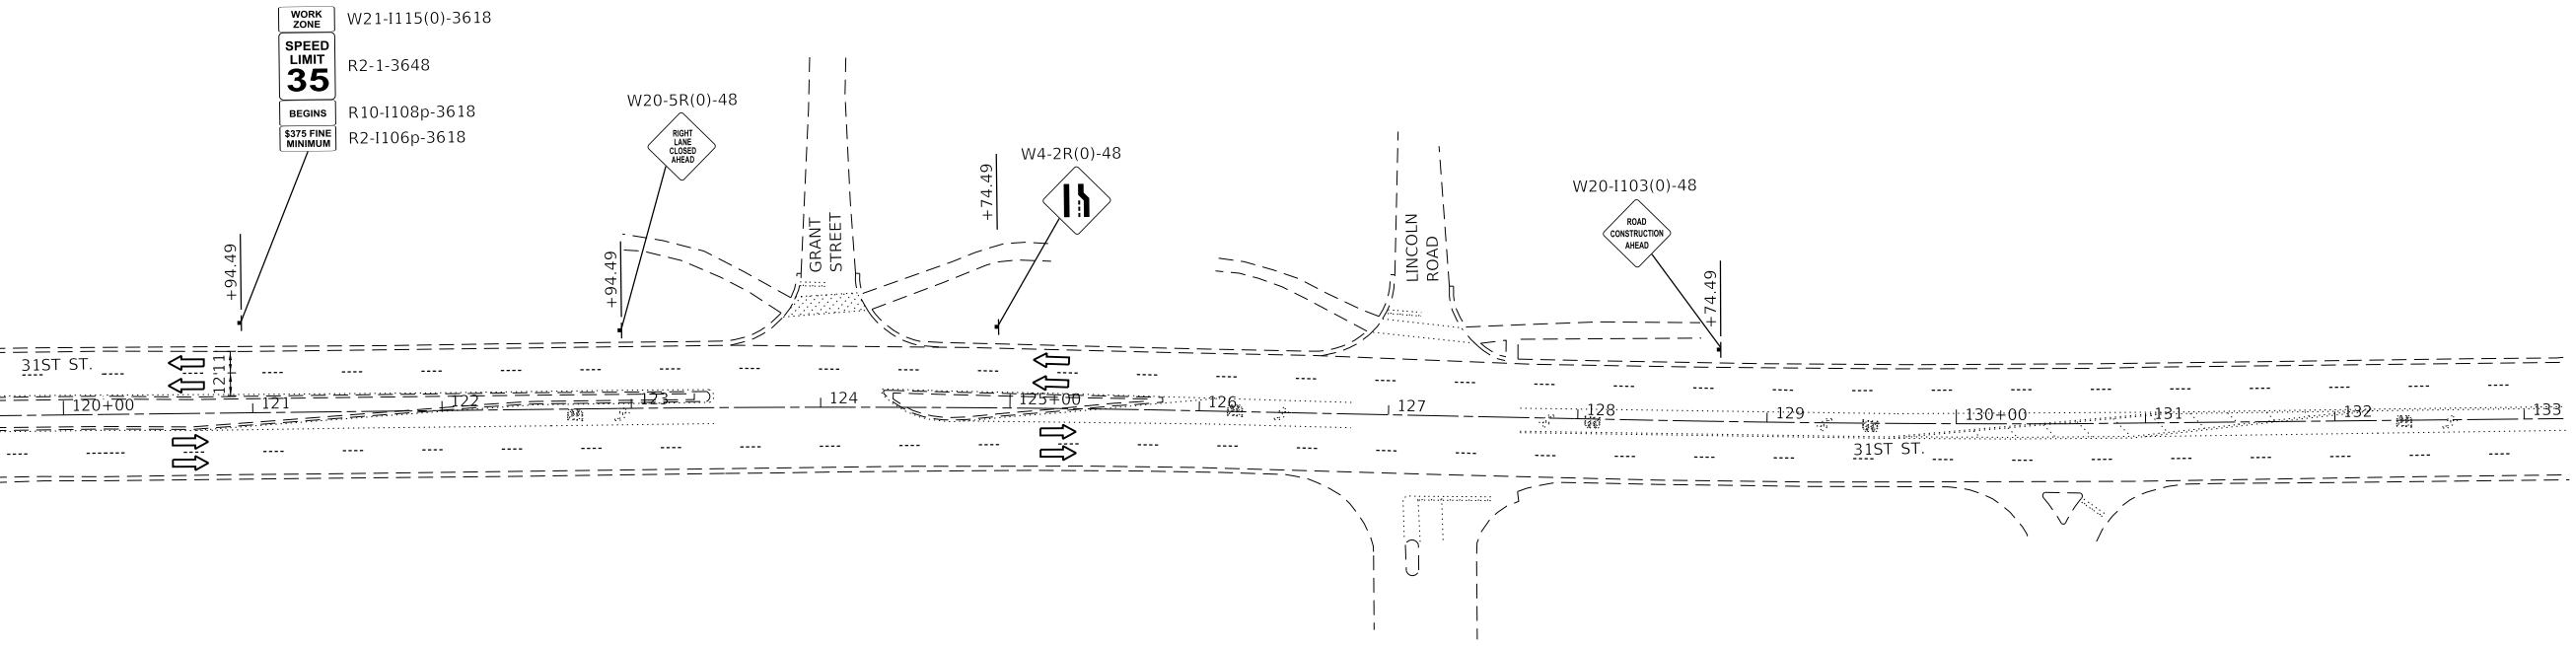 WORK
ZONE
W21-I115(0)-3618
SPEED
LIMIT
35
R2-1-3648
BEGINS
R10-I108p-3618
$375 FINE
MINIMUM
R2-I106p-3618
W20-5R(0)-48
RIGHT
LANE
CLOSED
AHEAD
W4-2R(0)-48
W20-I103(0)-48
ROAD
CONSTRUCTION
AHEAD
+94.49
+94.49
GRANT
STREET
+74.49
LINCOLN
ROAD
+74.49
31ST ST.
11
12
120+00
121
122
123
124
125+00
126
127
128
129
130+00
131
132
133
31ST ST.